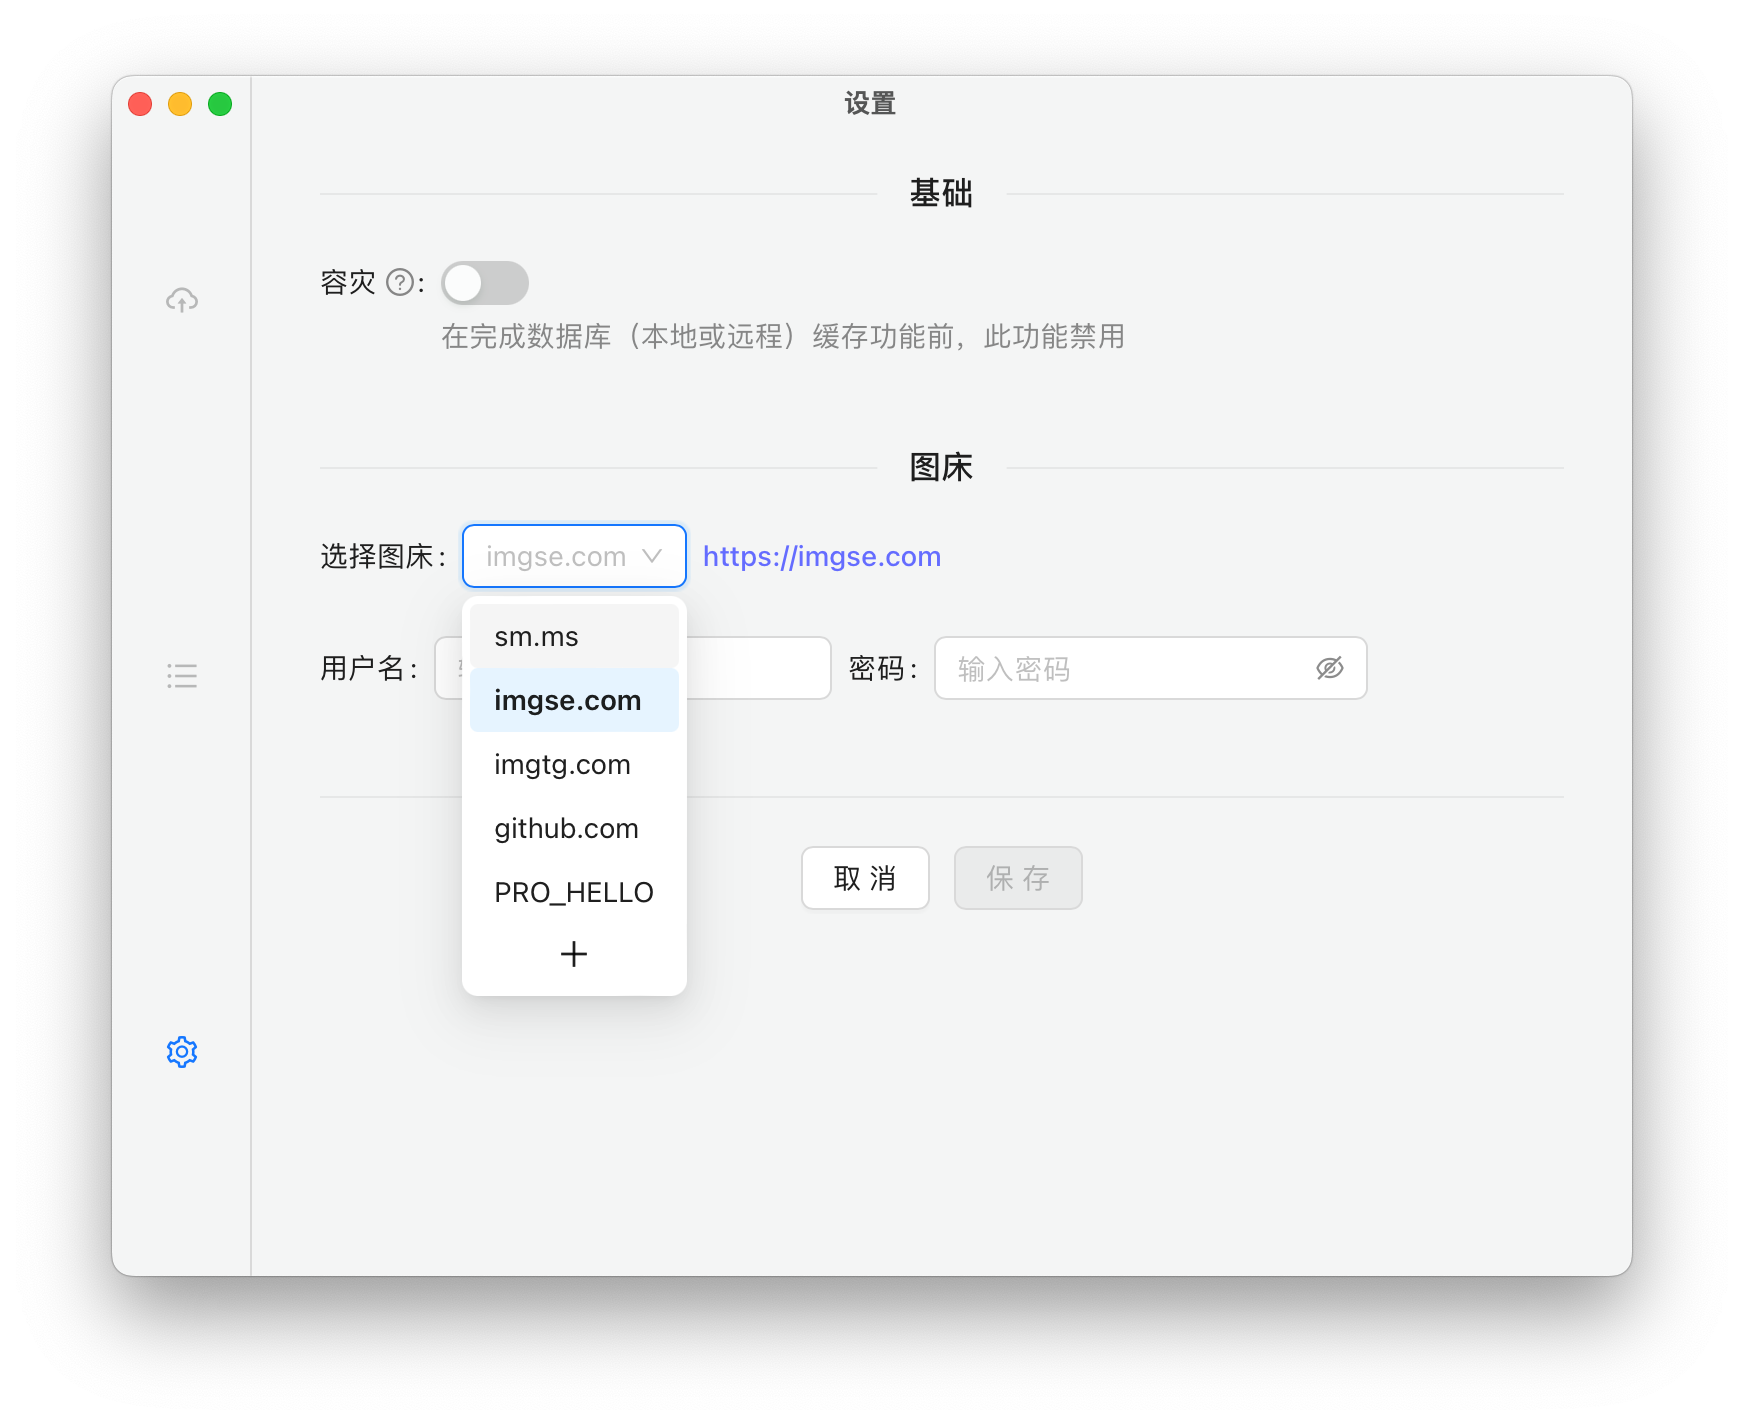 设置
基础
容灾 ? :
在完成数据库（本地或远程）缓存功能前，此功能禁用
图床
选择图床 : imgse.com https://imgse.com
sm.ms
用户名 : 密码 : 输入密码
imgse.com
imgtg.com
github.com
PRO_HELLO
取 消 保 存